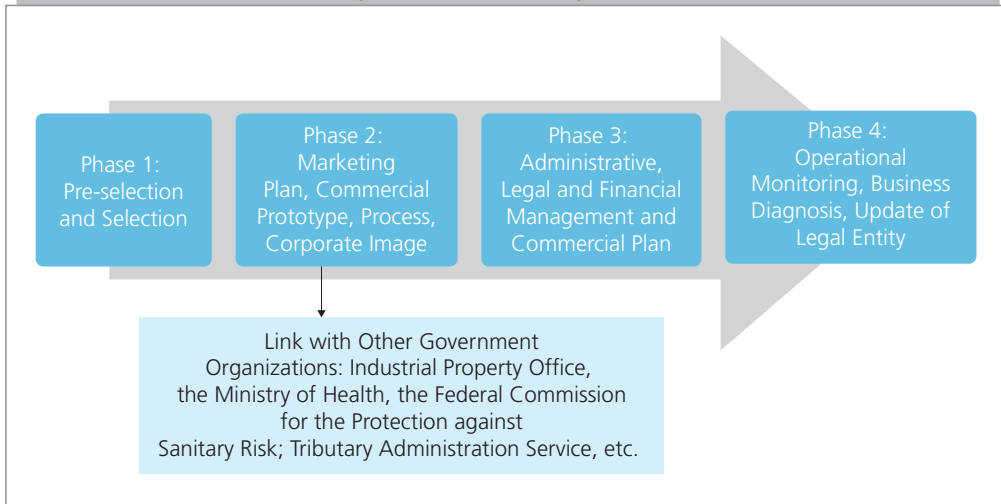 Phase 1:
Pre-selection
and Selection
Phase 2:
Marketing
Plan, Commercial
Prototype, Process,
Corporate Image
Phase 3:
Administrative,
Legal and Financial
Management and
Commercial Plan
Phase 4:
Operational
Monitoring, Business
Diagnosis, Update of
Legal Entity
Link with Other Government
Organizations: Industrial Property Office,
the Ministry of Health, the Federal Commission
for the Protection against
Sanitary Risk; Tributary Administration Service, etc.